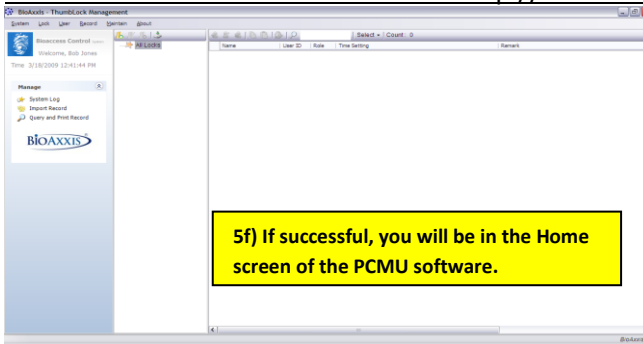 BioAxxis - ThumbLock Management
System Lock User Record Maintain About
Bioaccess Control
Welcome, Bob Jones
Time 3/18/2009 12:41:44 PM
Manage
System Log
Import Record
Query and Print Record
BIOAXXIS
All Locks
Select Count: 0
Name User ID Role Time Setting Remark
5f) If successful, you will be in the Home
screen of the PCMU software.
BioAxxis